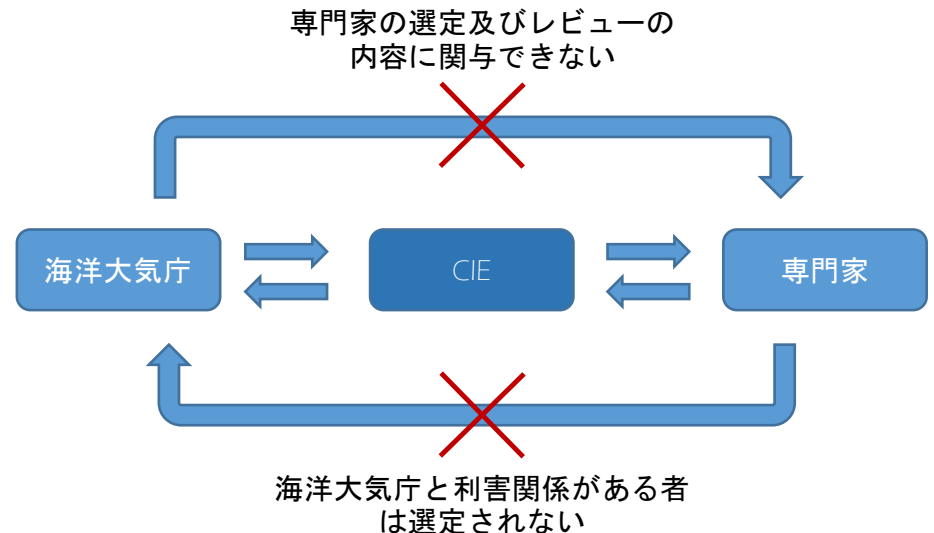 専門家の選定及びレビューの
内容に関与できない
海洋大気庁
CIE
専門家
海洋大気庁と利害関係がある者
は選定されない